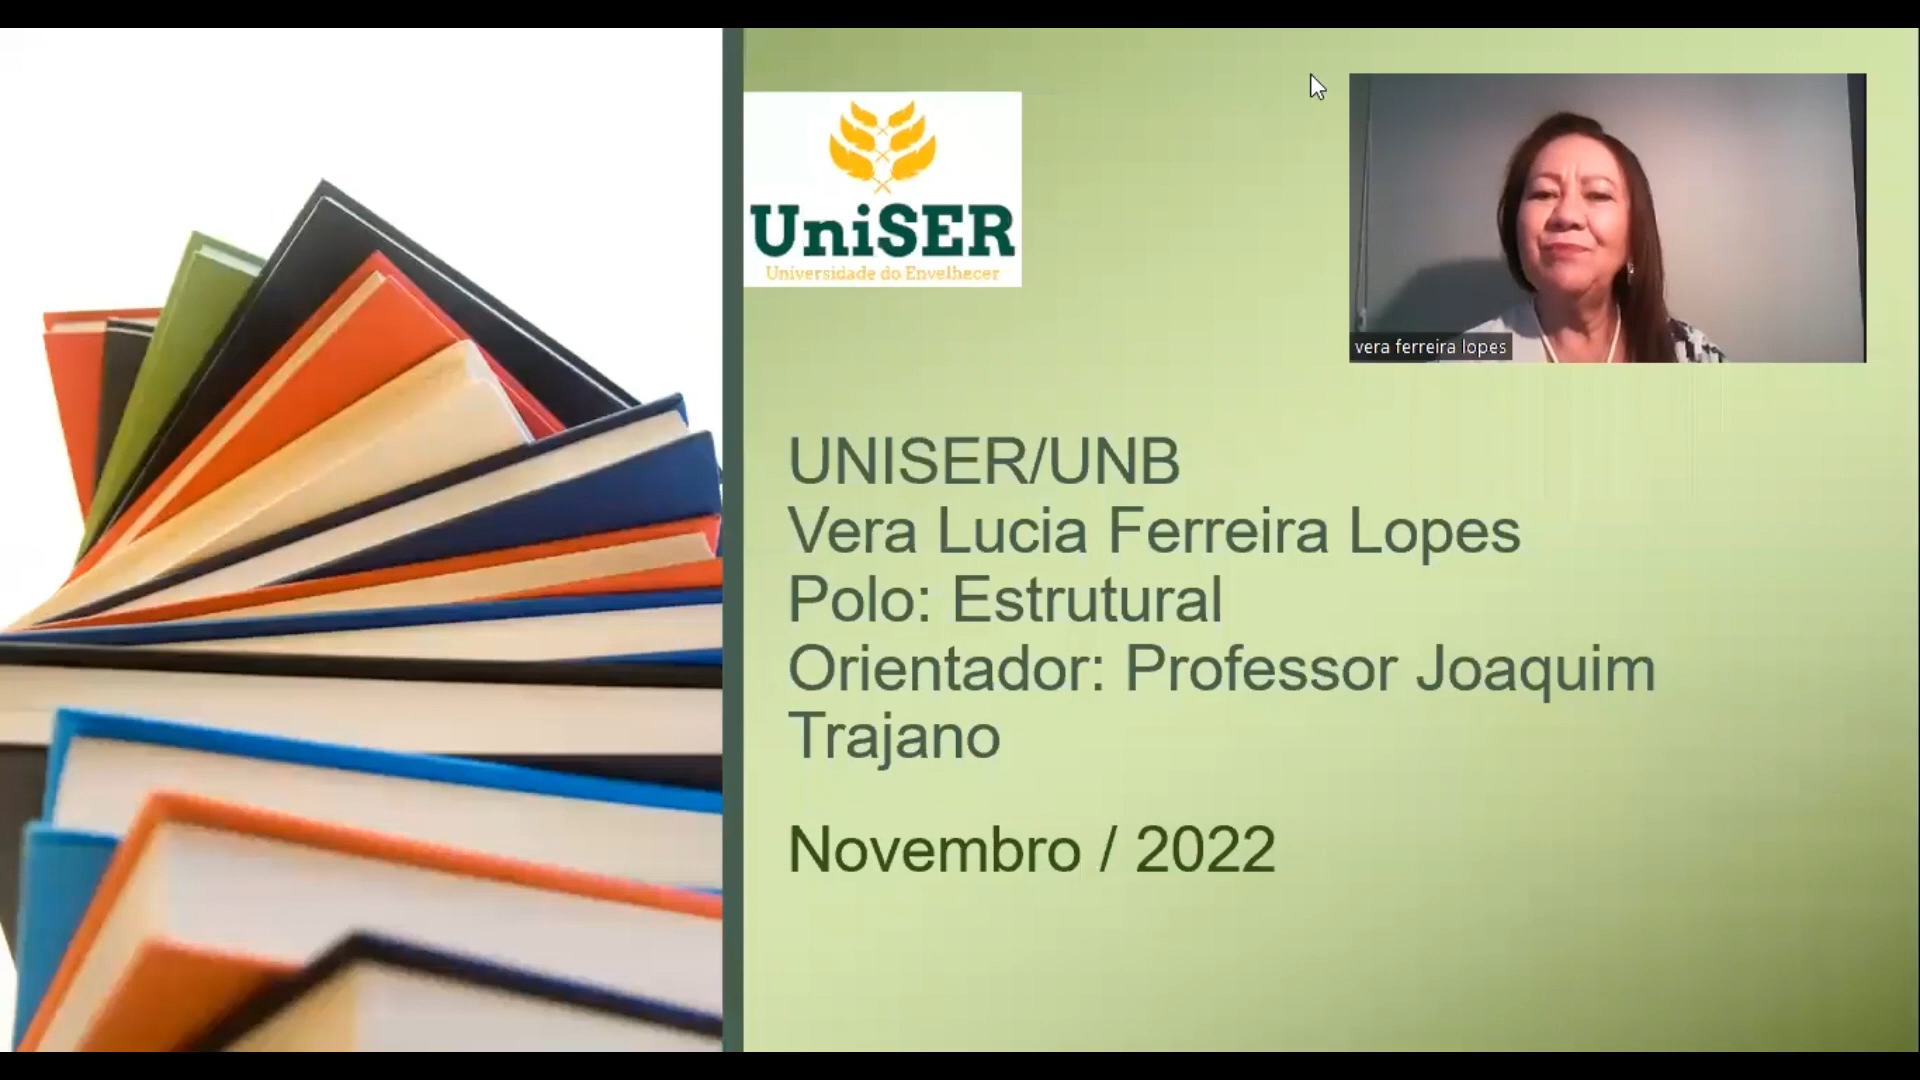 UniSER
Universidade do Envelhecer
vera ferreira lopes
UNISER/UNB
Vera Lucia Ferreira Lopes
Polo: Estrutural
Orientador: Professor Joaquim
Trajano
Novembro / 2022